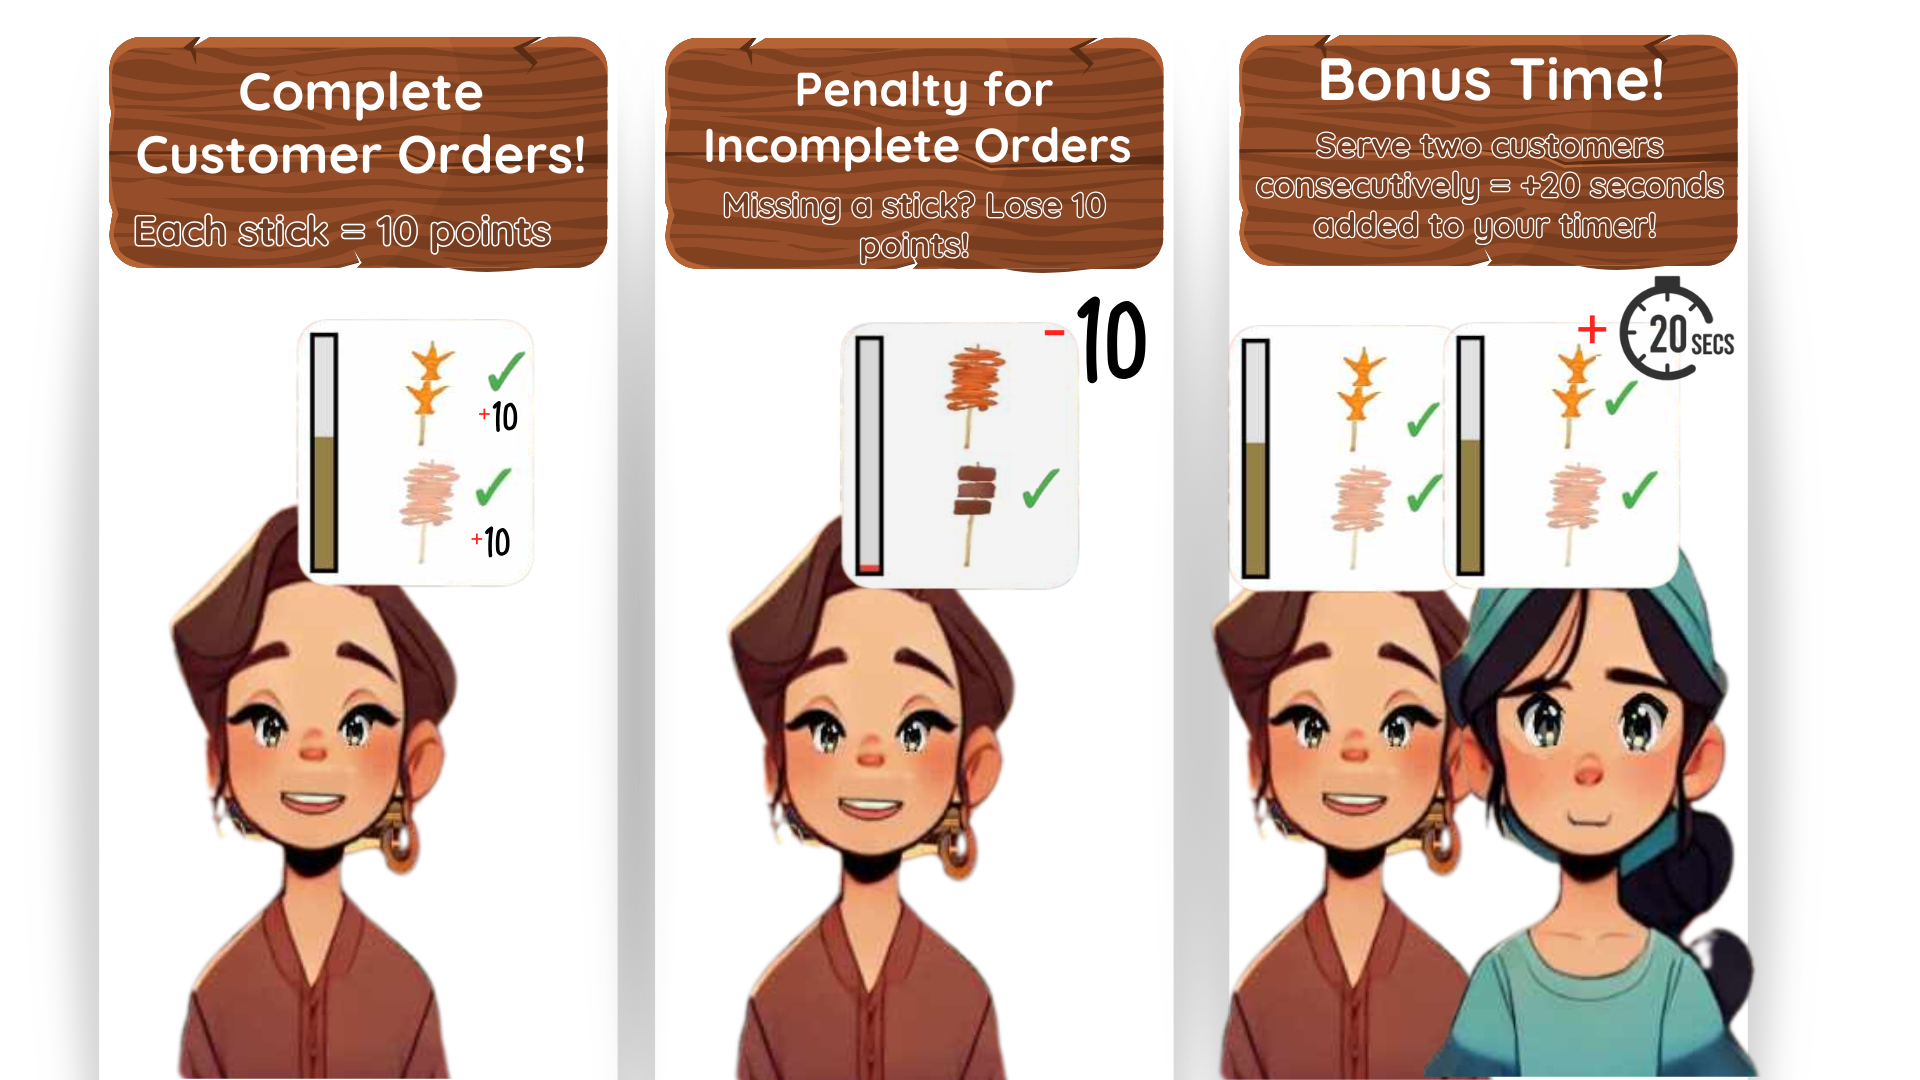 Complete
Customer Orders!
Each stick = 10 points
+10
+10
Penalty for
Incomplete Orders
Missing a stick? Lose 10
points!
-10
Bonus Time!
Serve two customers
consecutively = +20 seconds
added to your timer!
+ 20 SECS